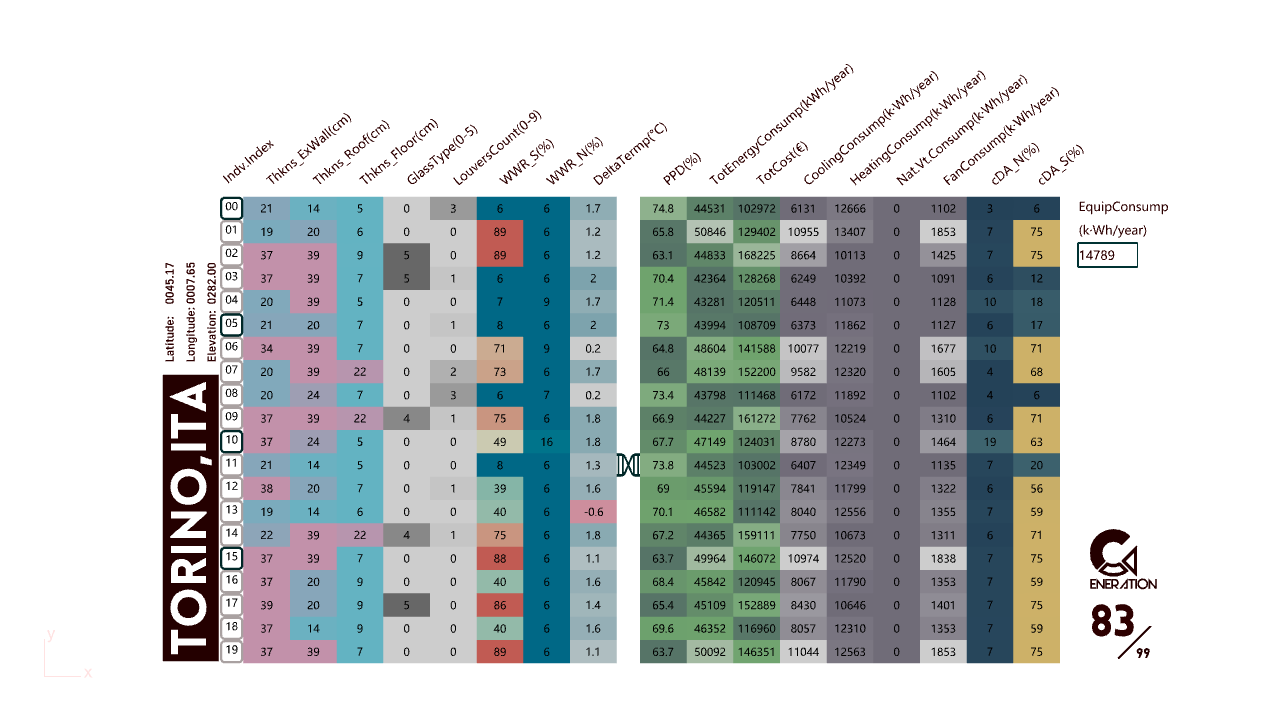 Indv.Index Thkns_ExWall(cm) Thkns_Roof(cm) Thkns_Floor(cm) GlassType(0-5) LouversCount(0-9) WWR_S(%) WWR_N(%) DeltaTermp(°C) PPD(%) TotEnergyConsump(kWh/year) TotCost(€) CoolingConsump(k·Wh/year) HeatingConsump(k·Wh/year) Nat.Vt.Consump(k·Wh/year) FanConsump(k·Wh/year) cDA_N(%) cDA_S(%)
00 21 14 5 0 3 6 6 1.7 74.8 44531 102972 6131 12666 0 1102 3 6
01 19 20 6 0 0 89 6 1.2 65.8 50846 129402 10955 13407 0 1853 7 75
02 37 39 9 5 0 89 6 1.2 63.1 44833 168225 8664 10113 0 1425 7 75
03 37 39 7 5 1 6 6 2 70.4 42364 128268 6249 10392 0 1091 6 12
04 20 39 5 0 0 7 9 1.7 71.4 43281 120511 6448 11073 0 1128 10 18
05 21 20 7 0 1 8 6 2 73 43994 108709 6373 11862 0 1127 6 17
06 34 39 7 0 0 71 9 0.2 64.8 48604 141588 10077 12219 0 1677 10 71
07 20 39 22 0 2 73 6 1.7 66 48139 152200 9582 12320 0 1605 4 68
08 20 24 7 0 3 6 7 0.2 73.4 43798 111468 6172 11892 0 1102 4 6
09 37 39 22 4 1 75 6 1.8 66.9 44227 161272 7762 10524 0 1310 6 71
10 37 24 5 0 0 49 16 1.8 67.7 47149 124031 8780 12273 0 1464 19 63
11 21 14 5 0 0 8 6 1.3 73.8 44523 103002 6407 12349 0 1135 7 20
12 38 20 7 0 1 39 6 1.6 69 45594 119147 7841 11799 0 1322 6 56
13 19 14 6 0 0 40 6 -0.6 70.1 46582 111142 8040 12556 0 1355 7 59
14 22 39 22 4 1 75 6 1.8 67.2 44365 159111 7750 10673 0 1311 6 71
15 37 39 7 0 0 88 6 1.1 63.7 49964 146072 10974 12520 0 1838 7 75
16 37 20 9 0 0 40 6 1.6 68.4 45842 120945 8067 11790 0 1353 7 59
17 39 20 9 5 0 86 6 1.4 65.4 45109 152889 8430 10646 0 1401 7 75
18 37 14 9 0 0 40 6 1.6 69.6 46352 116960 8057 12310 0 1353 7 59
19 37 39 7 0 0 89 6 1.1 63.7 50092 146351 11044 12563 0 1853 7 75
Latitude: 0045.17
Longitude: 0007.65
Elevation: 0282.00
TORINO,ITA
EquipConsump
(k·Wh/year)
14789
G
ENERATION
83/99
y
x